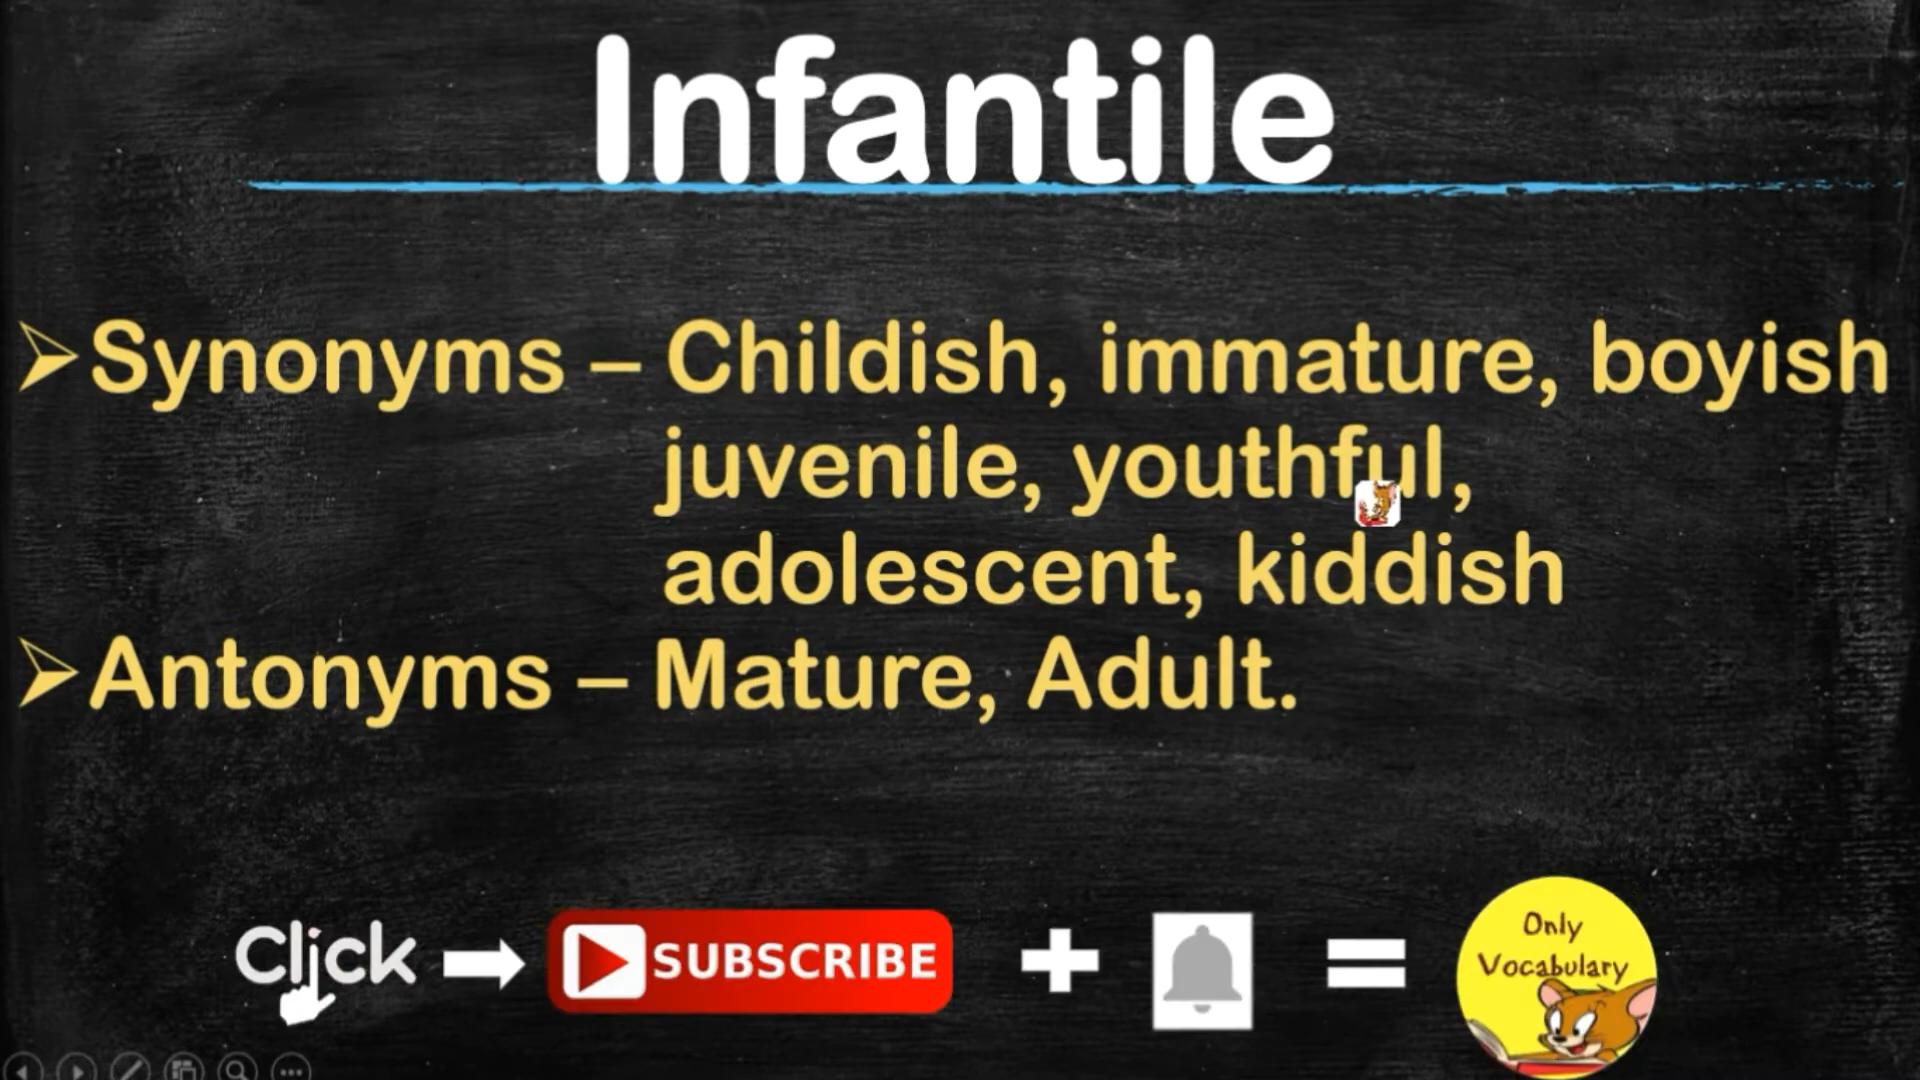 Infantile
Synonyms – Childish, immature, boyish
juvenile, youthful,
adolescent, kiddish
Antonyms – Mature, Adult.
Click SUBSCRIBE
Only
Vocabulary